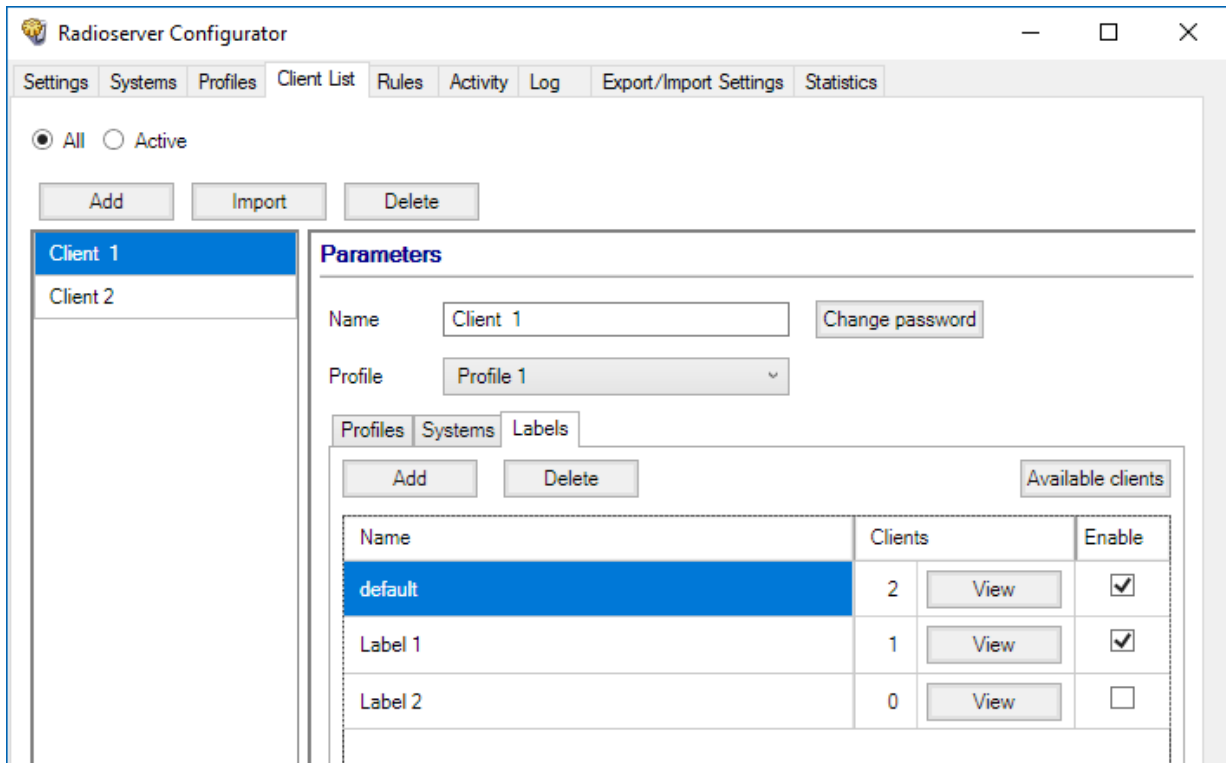 Radioserver Configurator
Settings Systems Profiles Client List Rules Activity Log Export/Import Settings Statistics
All Active
Add Import Delete
Client 1
Client 2
Parameters
Name Client 1 Change password
Profile Profile 1
Profiles Systems Labels
Add Delete Available clients
Name Clients Enable
default 2 View
Label 1 1 View
Label 2 0 View